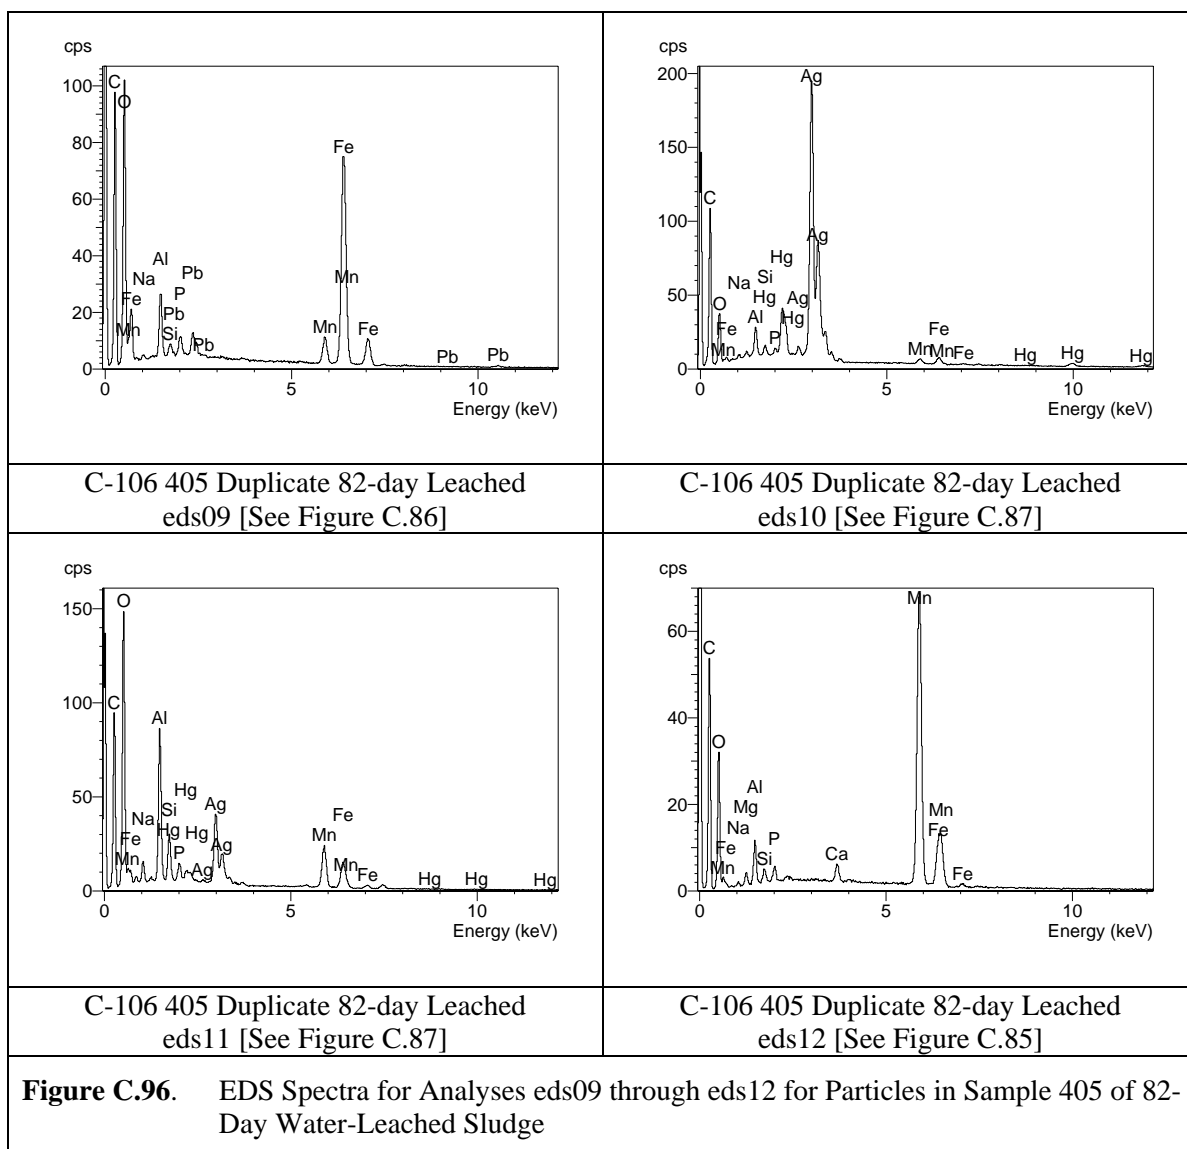 cps
100
80
60
40
20
0
C
O
Fe
Mn
Na
Al
Pb
Si
P
Pb
Pb
Mn
Fe
Mn
Fe
Pb
Pb
0 5 10
Energy (keV)
C-106 405 Duplicate 82-day Leached
eds09 [See Figure C.86]
cps
200
150
100
50
0
C
O
Fe
Mn
Na
Al
Si
Hg
P
Hg
Hg
Ag
Ag
Ag
Mn
Fe
Mn
Fe
Hg
Hg
Hg
0 5 10
Energy (keV)
C-106 405 Duplicate 82-day Leached
eds10 [See Figure C.87]
cps
150
100
50
0
C
O
Fe
Mn
Na
Al
Si
Hg
P
Hg
Hg
Ag
Ag
Ag
Mn
Fe
Mn
Fe
Hg
Hg
Hg
0 5 10
Energy (keV)
C-106 405 Duplicate 82-day Leached
eds11 [See Figure C.87]
cps
60
40
20
0
C
O
Fe
Mn
Na
Mg
Al
Si
P
Ca
Mn
Mn
Fe
Fe
0 5 10
Energy (keV)
C-106 405 Duplicate 82-day Leached
eds12 [See Figure C.85]
Figure C.96. EDS Spectra for Analyses eds09 through eds12 for Particles in Sample 405 of 82-
Day Water-Leached Sludge